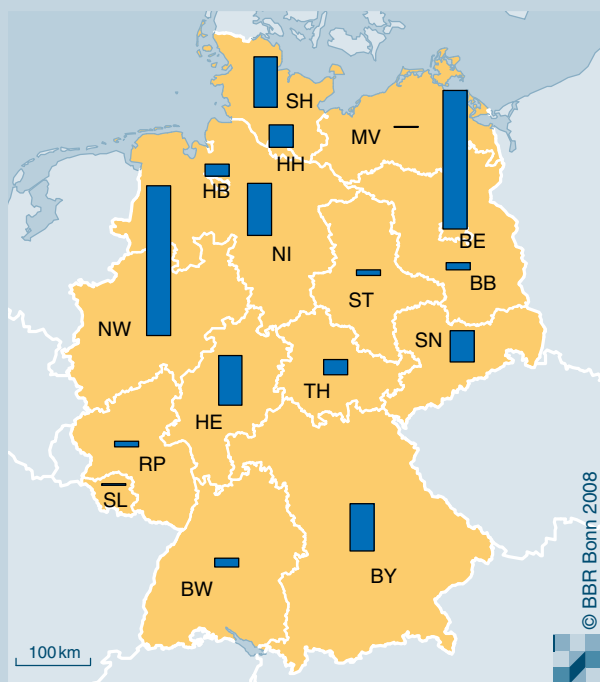 SH
MV
HH
HB
BE
NI
BB
ST
NW
SN
TH
HE
RP
SL
BW
BY
100 km
© BBR Bonn 2008